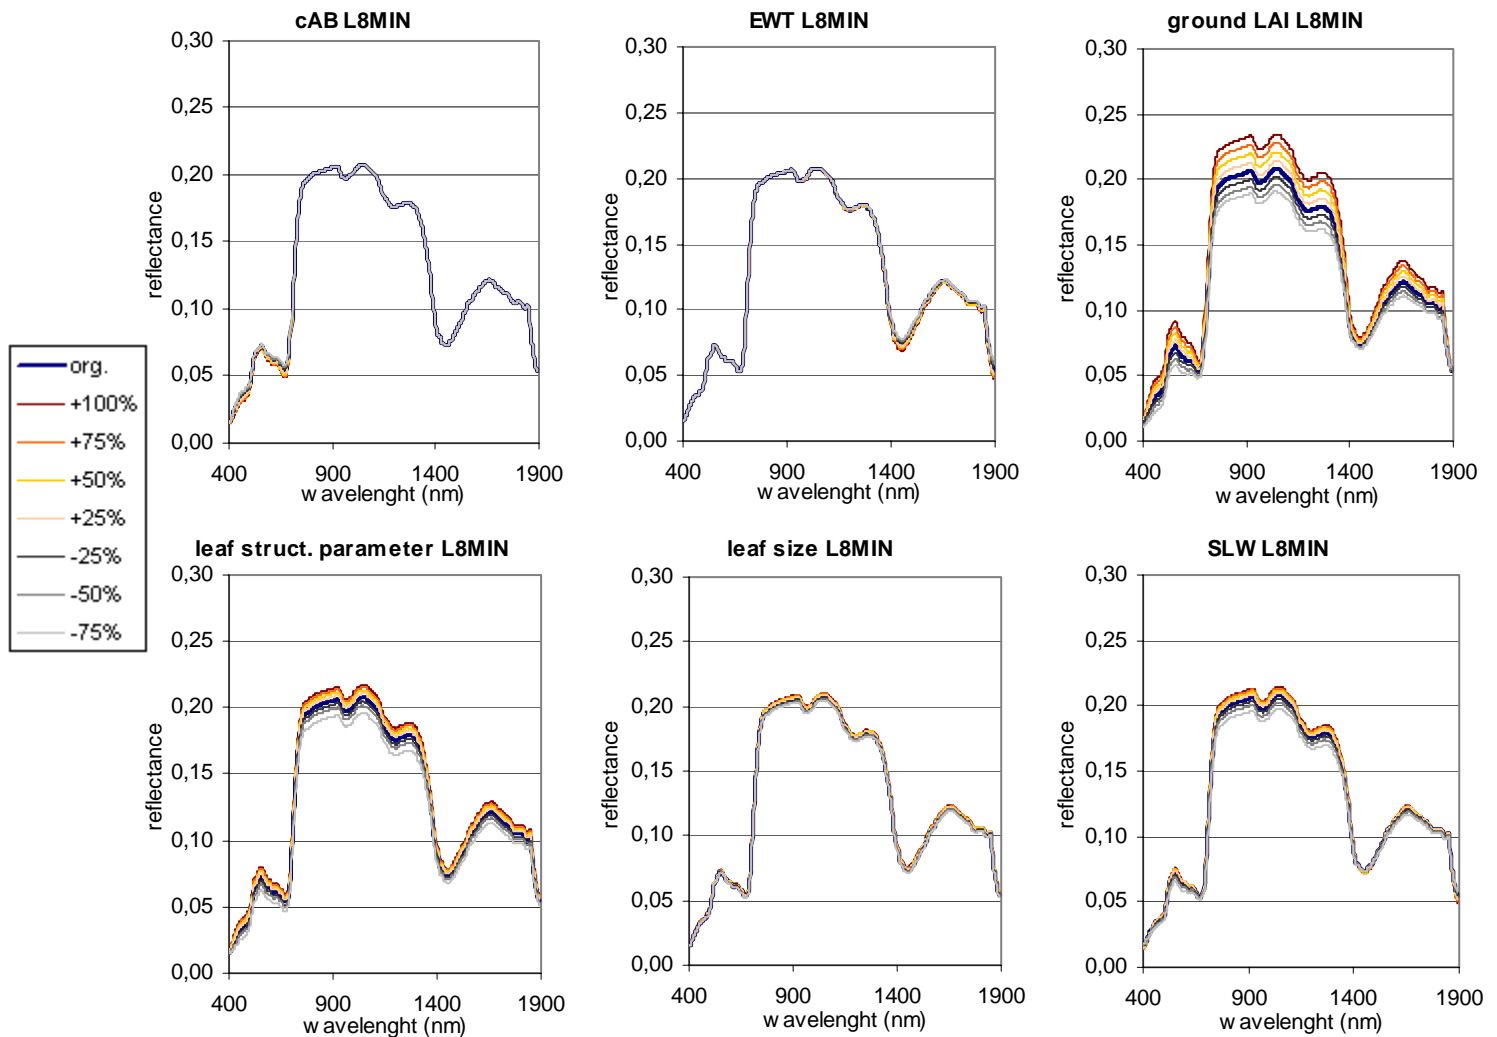 cAB L8MIN
0,30
0,25
0,20
0,15
0,10
0,05
0,00
reflectance
400 900 1400 1900
w avelenght (nm)
EWT L8MIN
0,30
0,25
0,20
0,15
0,10
0,05
0,00
reflectance
400 900 1400 1900
w avelenght (nm)
ground LAI L8MIN
0,30
0,25
0,20
0,15
0,10
0,05
0,00
reflectance
400 900 1400 1900
w avelenght (nm)
org.
+100%
+75%
+50%
+25%
-25%
-50%
-75%
leaf struct. parameter L8MIN
0,30
0,25
0,20
0,15
0,10
0,05
0,00
reflectance
400 900 1400 1900
w avelenght (nm)
leaf size L8MIN
0,30
0,25
0,20
0,15
0,10
0,05
0,00
reflectance
400 900 1400 1900
w avelenght (nm)
SLW L8MIN
0,30
0,25
0,20
0,15
0,10
0,05
0,00
reflectance
400 900 1400 1900
w avelenght (nm)